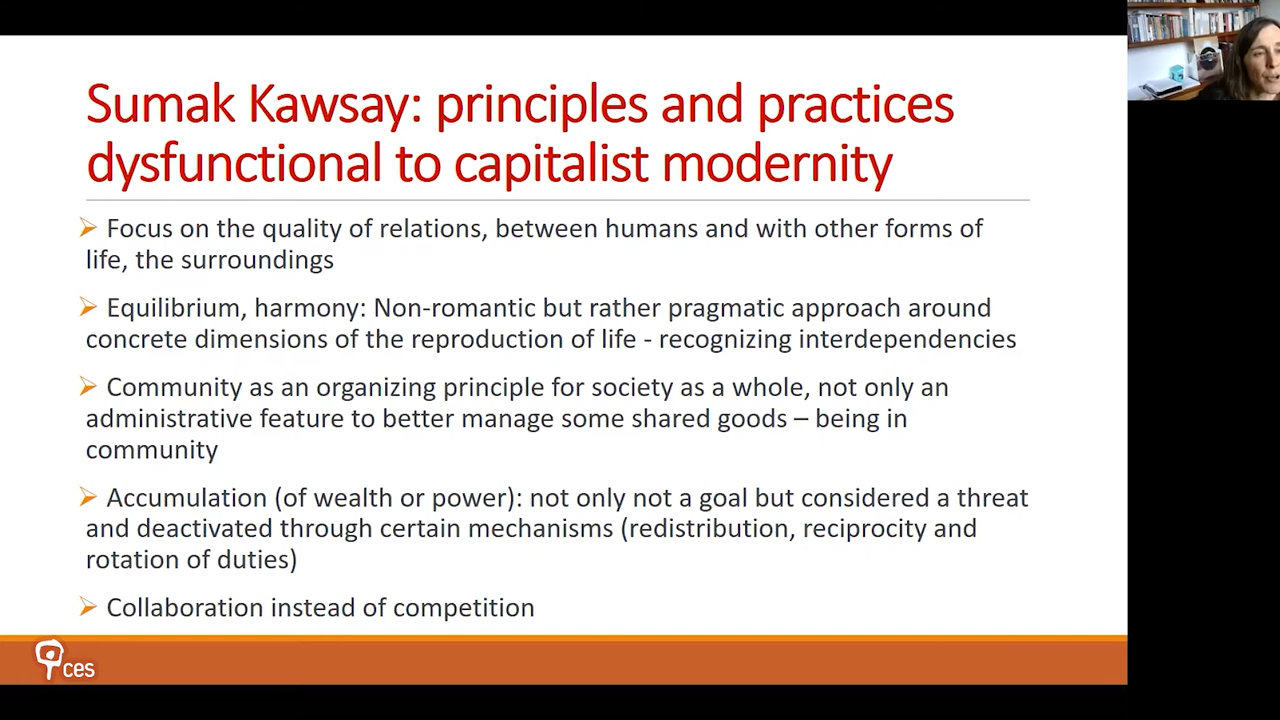 Sumak Kawsay: principles and practices
dysfunctional to capitalist modernity
Focus on the quality of relations, between humans and with other forms of
life, the surroundings
Equilibrium, harmony: Non-romantic but rather pragmatic approach around
concrete dimensions of the reproduction of life - recognizing interdependencies
Community as an organizing principle for society as a whole, not only an
administrative feature to better manage some shared goods – being in
community
Accumulation (of wealth or power): not only not a goal but considered a threat
and deactivated through certain mechanisms (redistribution, reciprocity and
rotation of duties)
Collaboration instead of competition
ces